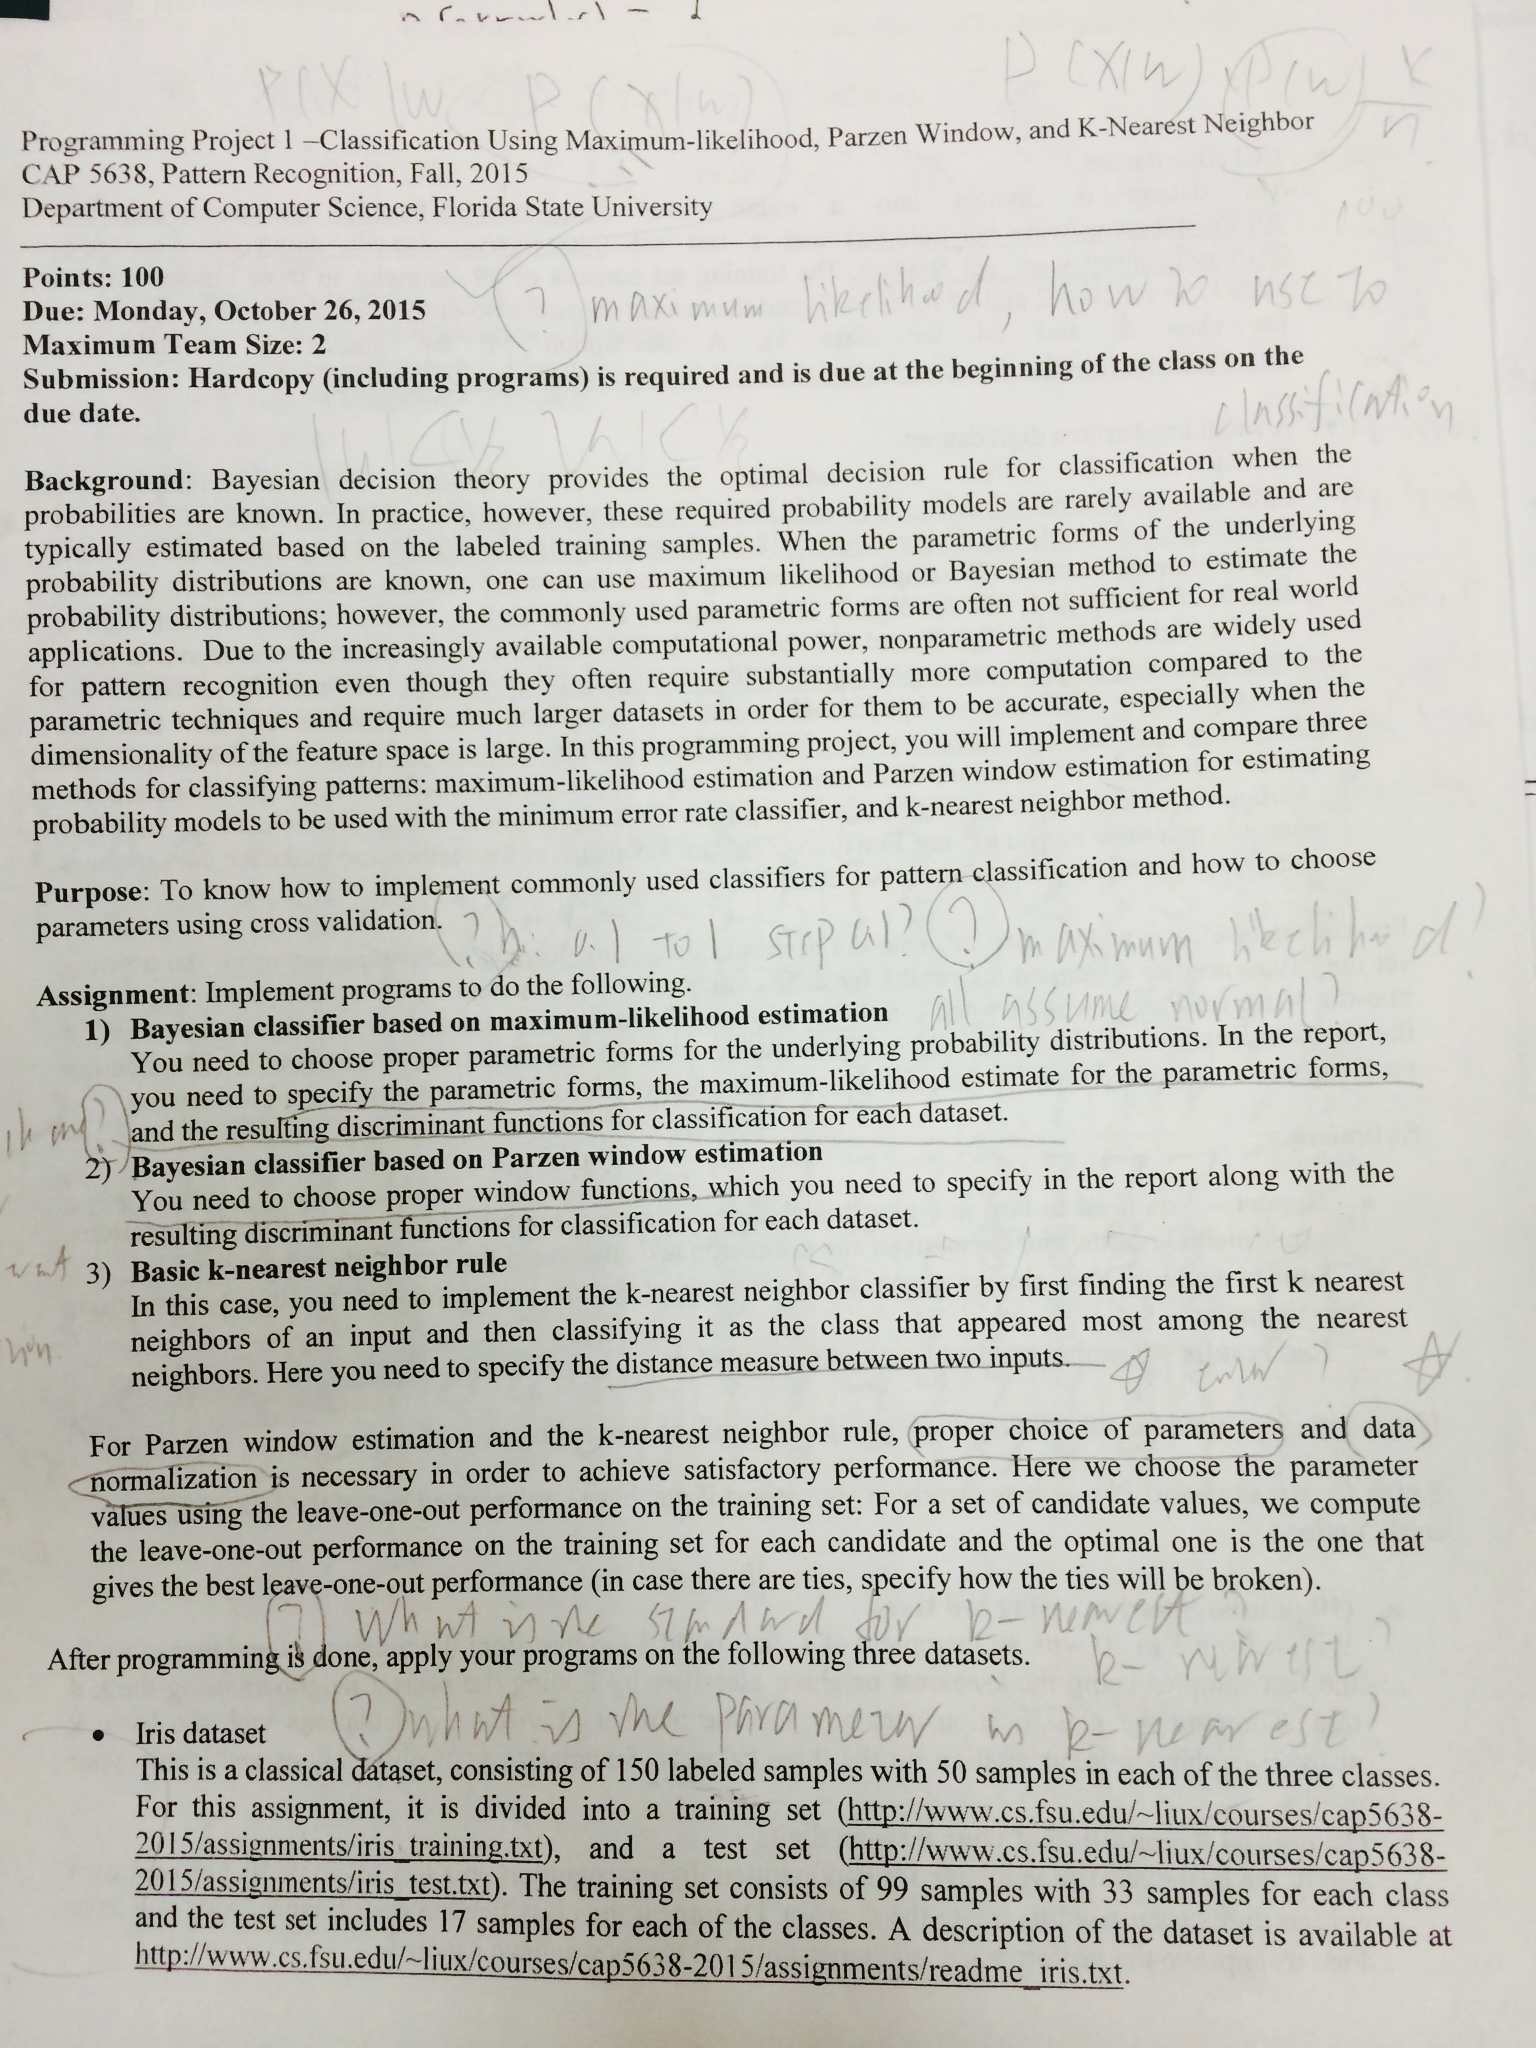 P(X|w P(X|w)
P(X|w) P(w) k
n
Programming Project 1 –Classification Using Maximum-likelihood, Parzen Window, and K-Nearest Neighbor
CAP 5638, Pattern Recognition, Fall, 2015
Department of Computer Science, Florida State University
100
Points: 100
? maximum likelihood, how to use to
Due: Monday, October 26, 2015
Maximum Team Size: 2
Submission: Hardcopy (including programs) is required and is due at the beginning of the class on the
due date.
classification
Background: Bayesian decision theory provides the optimal decision rule for classification when the
probabilities are known. In practice, however, these required probability models are rarely available and are
typically estimated based on the labeled training samples. When the parametric forms of the underlying
probability distributions are known, one can use maximum likelihood or Bayesian method to estimate the
probability distributions; however, the commonly used parametric forms are often not sufficient for real world
applications. Due to the increasingly available computational power, nonparametric methods are widely used
for pattern recognition even though they often require substantially more computation compared to the
parametric techniques and require much larger datasets in order for them to be accurate, especially when the
dimensionality of the feature space is large. In this programming project, you will implement and compare three
methods for classifying patterns: maximum-likelihood estimation and Parzen window estimation for estimating
probability models to be used with the minimum error rate classifier, and k-nearest neighbor method.
Purpose: To know how to implement commonly used classifiers for pattern classification and how to choose
parameters using cross validation.
? h: 0.1 to 1 step 0.1? ? maximum likelihood?
all assume normal?
Assignment: Implement programs to do the following.
1) Bayesian classifier based on maximum-likelihood estimation
You need to choose proper parametric forms for the underlying probability distributions. In the report,
you need to specify the parametric forms, the maximum-likelihood estimate for the parametric forms,
and the resulting discriminant functions for classification for each dataset.
?
2) Bayesian classifier based on Parzen window estimation
You need to choose proper window functions, which you need to specify in the report along with the
resulting discriminant functions for classification for each dataset.
3) Basic k-nearest neighbor rule
In this case, you need to implement the k-nearest neighbor classifier by first finding the first k nearest
neighbors of an input and then classifying it as the class that appeared most among the nearest
neighbors. Here you need to specify the distance measure between two inputs.
For Parzen window estimation and the k-nearest neighbor rule, proper choice of parameters and data
normalization is necessary in order to achieve satisfactory performance. Here we choose the parameter
values using the leave-one-out performance on the training set: For a set of candidate values, we compute
the leave-one-out performance on the training set for each candidate and the optimal one is the one that
gives the best leave-one-out performance (in case there are ties, specify how the ties will be broken).
? What is the standard for k-nearest?
After programming is done, apply your programs on the following three datasets.
? what is the parameter in k-nearest?
• Iris dataset
This is a classical dataset, consisting of 150 labeled samples with 50 samples in each of the three classes.
For this assignment, it is divided into a training set (http://www.cs.fsu.edu/~liux/courses/cap5638-
2015/assignments/iris_training.txt), and a test set (http://www.cs.fsu.edu/~liux/courses/cap5638-
2015/assignments/iris_test.txt). The training set consists of 99 samples with 33 samples for each class
and the test set includes 17 samples for each of the classes. A description of the dataset is available at
http://www.cs.fsu.edu/~liux/courses/cap5638-2015/assignments/readme_iris.txt.